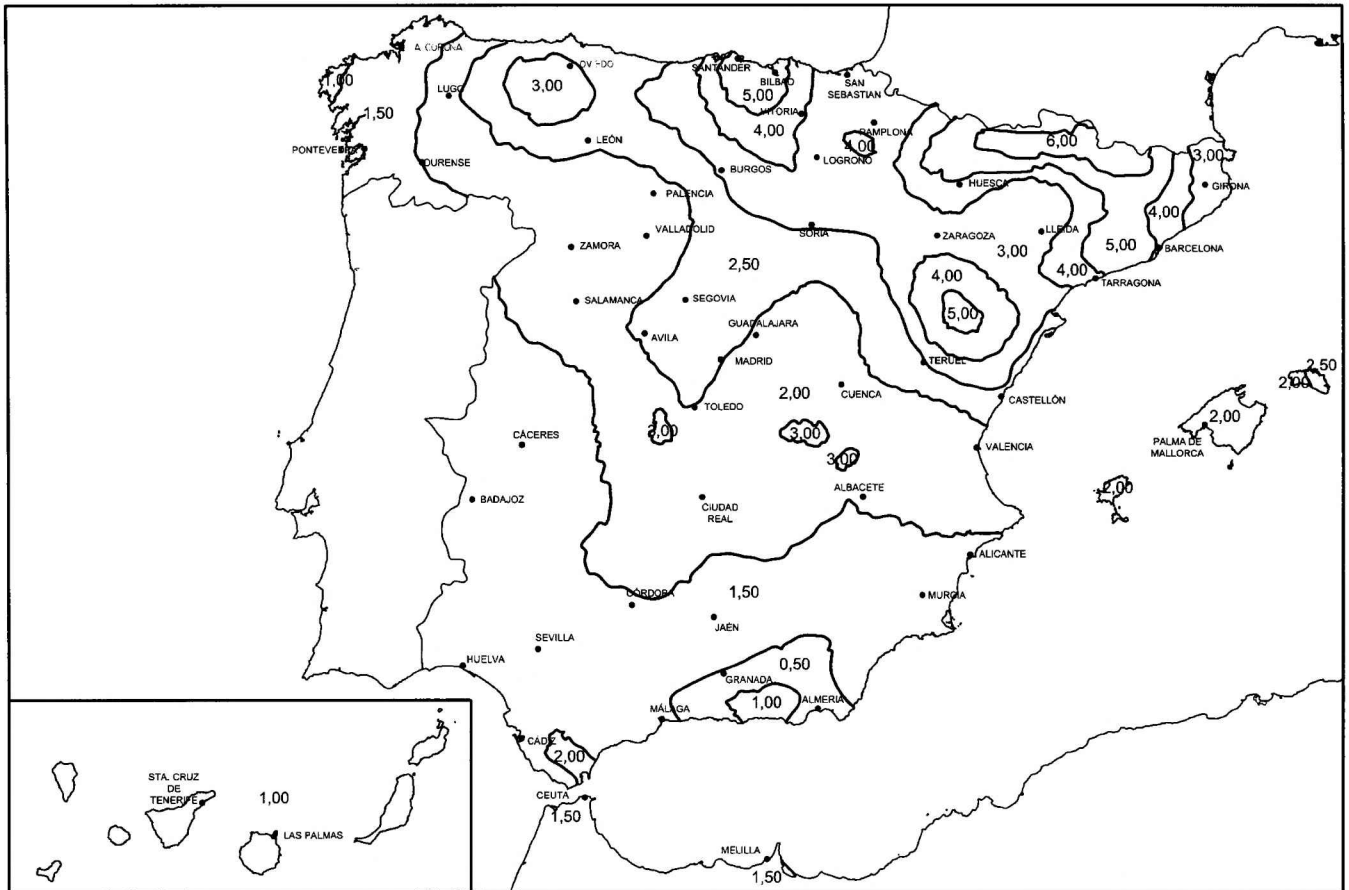 A CORUÑA
LUGO
OVIEDO
SANTANDER
BILBAO
SAN
SEBASTIAN
1,00
1,50
3,00
5,00
VITORIA
4,00
PAMPLONA
4,00
6,00
3,00
PONTEVEDRA
OURENSE
LEÓN
BURGOS
LOGROÑO
HUESCA
GIRONA
PALENCIA
4,00
VALLADOLID
ZAMORA
SORIA
ZARAGOZA
LLEIDA
3,00
5,00
BARCELONA
2,50
4,00
4,00
TARRAGONA
SALAMANCA
SEGOVIA
5,00
AVILA
GUADALAJARA
MADRID
TERUEL
2,50
2,00
TOLEDO
2,00
CUENCA
CASTELLÓN
2,00
CÁCERES
3,00
3,00
3,00
VALENCIA
PALMA DE
MALLORCA
BADAJOZ
CIUDAD
REAL
ALBACETE
2,00
ALICANTE
CÓRDOBA
1,50
MURCIA
JAÉN
SEVILLA
HUELVA
GRANADA
0,50
MÁLAGA
1,00
ALMERIA
CÁDIZ
2,00
CEUTA
1,50
MELILLA
1,50
STA. CRUZ
DE
TENERIFE
1,00
LAS PALMAS